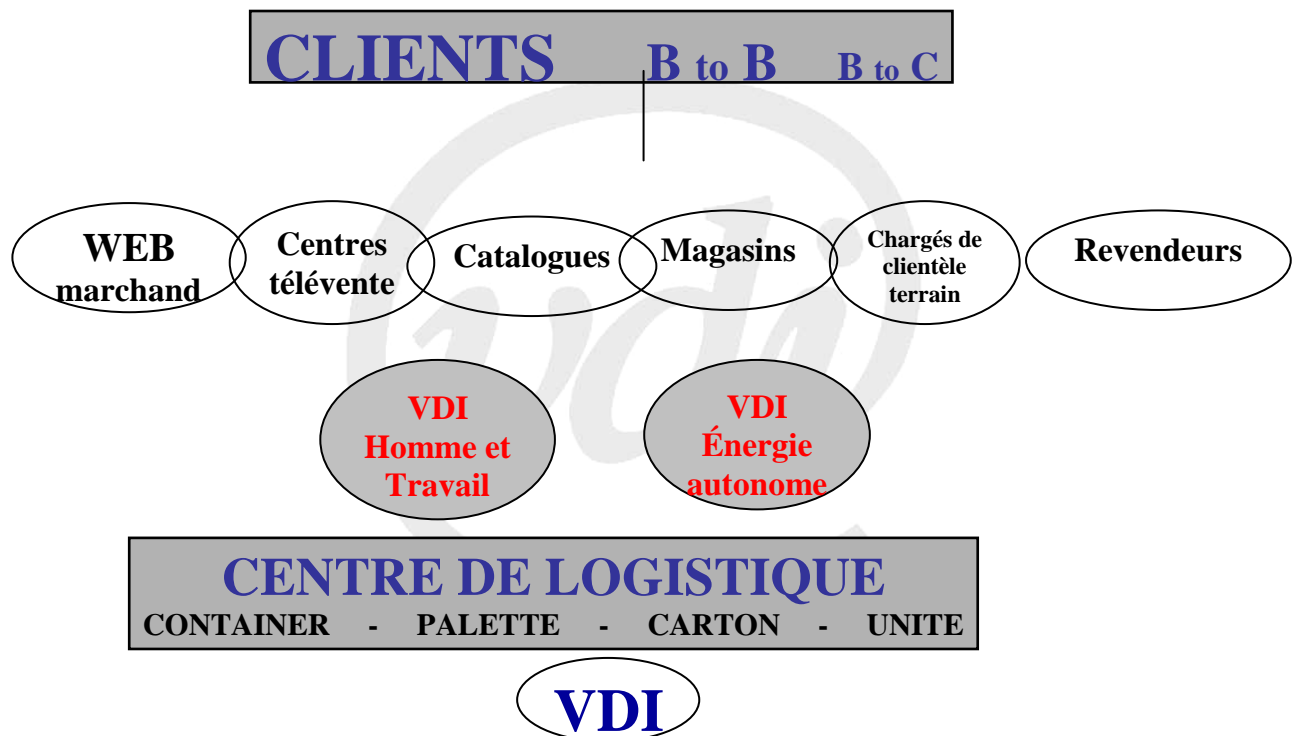 CLIENTS B to B B to C
WEB
marchand
Centres
télévente
Catalogues
Magasins
Chargés de
clientèle
terrain
Revendeurs
VDI
Homme et
Travail
VDI
Énergie
autonome
CENTRE DE LOGISTIQUE
CONTAINER - PALETTE - CARTON - UNITE
VDI
vdi